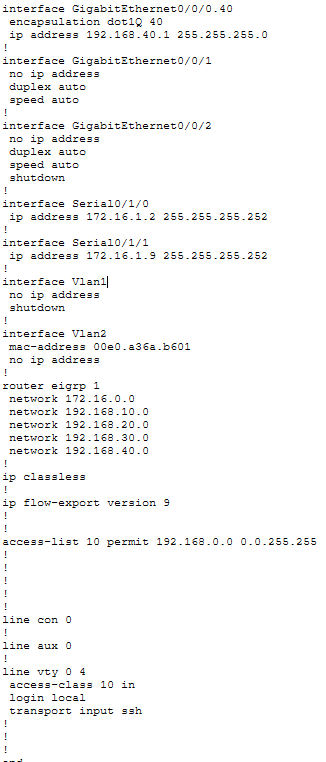 interface GigabitEthernet0/0/0.40
encapsulation dot1Q 40
ip address 192.168.40.1 255.255.255.0
!
interface GigabitEthernet0/0/1
no ip address
duplex auto
speed auto
!
interface GigabitEthernet0/0/2
no ip address
duplex auto
speed auto
shutdown
!
interface Serial0/1/0
ip address 172.16.1.2 255.255.255.252
!
interface Serial0/1/1
ip address 172.16.1.9 255.255.255.252
!
interface Vlan1
no ip address
shutdown
!
interface Vlan2
mac-address 00e0.a36a.b601
no ip address
!
router eigrp 1
network 172.16.0.0
network 192.168.10.0
network 192.168.20.0
network 192.168.30.0
network 192.168.40.0
!
ip classless
!
ip flow-export version 9
!
!
access-list 10 permit 192.168.0.0 0.0.255.255
!
!
!
!
!
line con 0
!
line aux 0
!
line vty 0 4
access-class 10 in
login local
transport input ssh
!
!
!
end